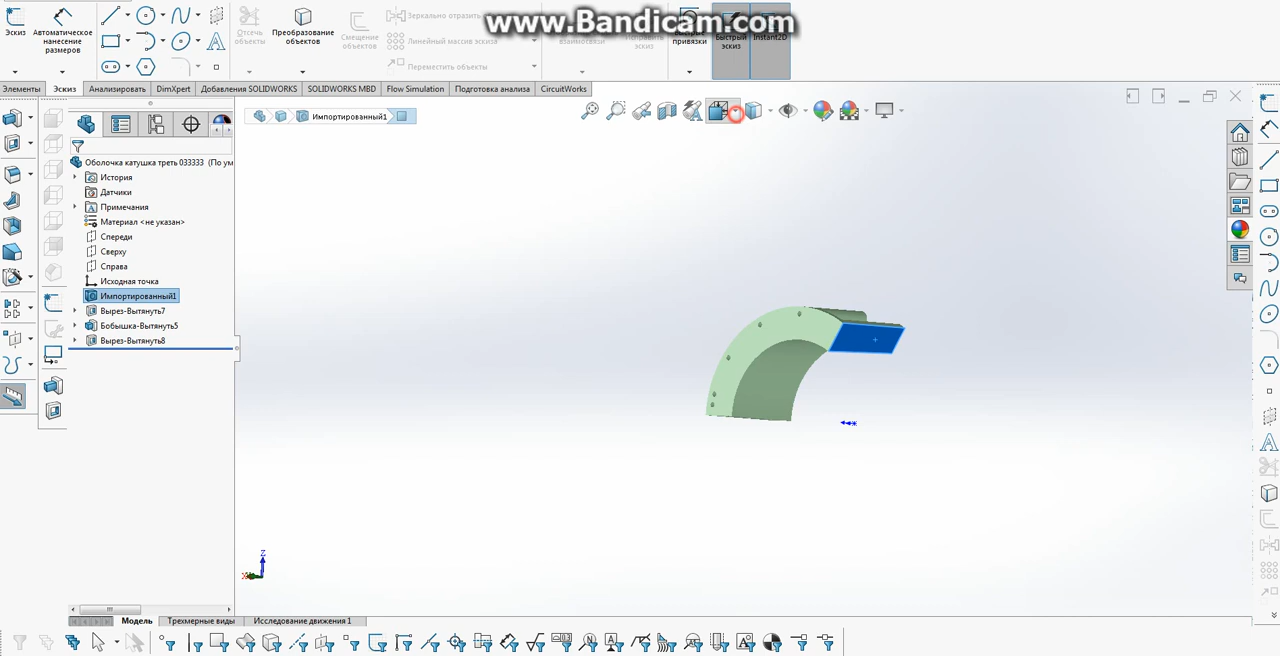 www.Bandicam.com
Эскиз
Автоматическое нанесение размеров
Отсечь объекты
Преобразование объектов
Смещение объектов
Зеркально отразить
Линейный массив эскиза
Переместить объекты
Быстрые привязки
Быстрый эскиз
Instant2D
Элементы
Эскиз
Анализировать
DimXpert
Добавления SOLIDWORKS
SOLIDWORKS MBD
Flow Simulation
Подготовка анализа
CircuitWorks
Импортированный1
Оболочка катушка треть 033333 (По ум
История
Датчики
Примечания
Материал <не указан>
Спереди
Сверху
Справа
Исходная точка
Импортированный1
Вырез-Вытянуть7
Бобышка-Вытянуть5
Вырез-Вытянуть8
Z
X
Модель
Трехмерные виды
Исследование движения 1